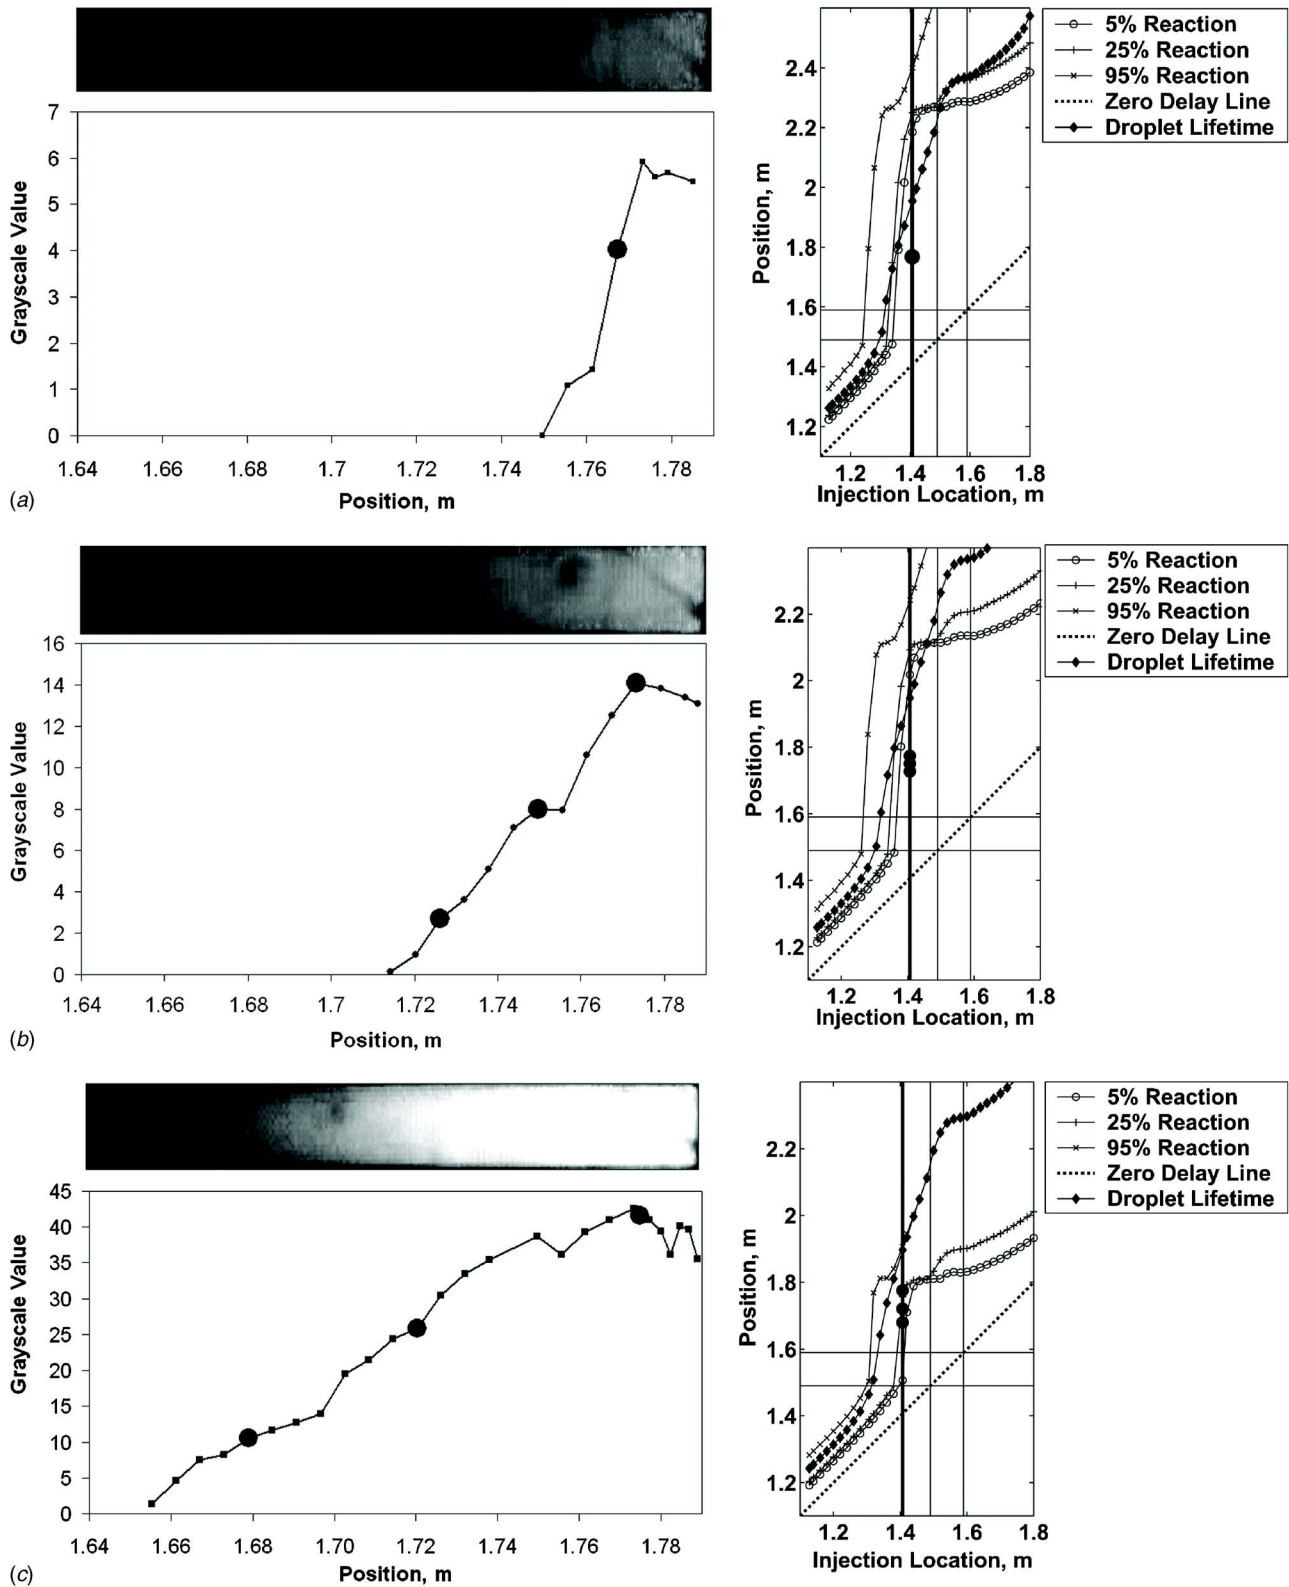 7
6
5
4
3
2
1
0
Grayscale Value
1.64 1.66 1.68 1.7 1.72 1.74 1.76 1.78
Position, m
(a)
2.4
2.2
2
1.8
1.6
1.4
1.2
Position, m
1.2 1.4 1.6 1.8
Injection Location, m
5% Reaction
25% Reaction
95% Reaction
Zero Delay Line
Droplet Lifetime
16
14
12
10
8
6
4
2
0
Grayscale Value
1.64 1.66 1.68 1.7 1.72 1.74 1.76 1.78
Position, m
(b)
2.2
2
1.8
1.6
1.4
1.2
Position, m
1.2 1.4 1.6 1.8
Injection Location, m
5% Reaction
25% Reaction
95% Reaction
Zero Delay Line
Droplet Lifetime
45
40
35
30
25
20
15
10
5
0
Grayscale Value
1.64 1.66 1.68 1.70 1.72 1.74 1.76 1.78
Position, m
(c)
2.2
2
1.8
1.6
1.4
1.2
Position, m
1.2 1.4 1.6 1.8
Injection Location, m
5% Reaction
25% Reaction
95% Reaction
Zero Delay Line
Droplet Lifetime